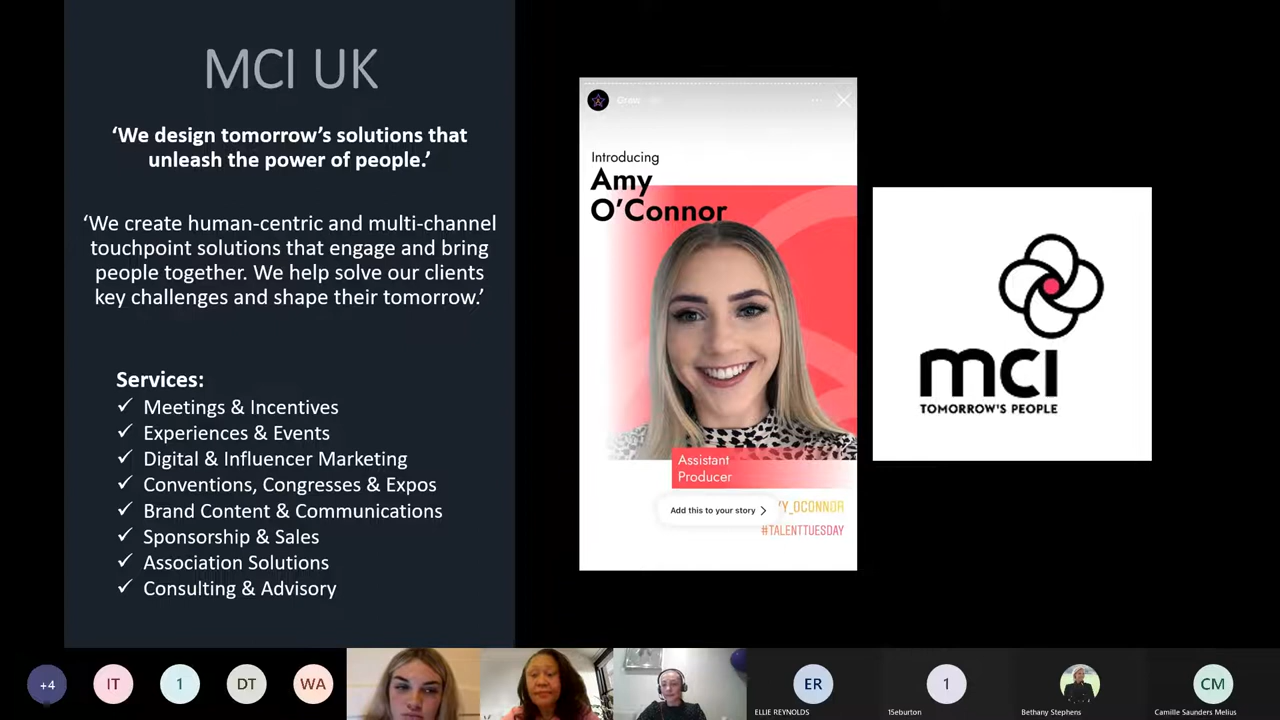 MCI UK
‘We design tomorrow’s solutions that
unleash the power of people.’
‘We create human-centric and multi-channel
touchpoint solutions that engage and bring
people together. We help solve our clients
key challenges and shape their tomorrow.’
Services:
✓ Meetings & Incentives
✓ Experiences & Events
✓ Digital & Influencer Marketing
✓ Conventions, Congresses & Expos
✓ Brand Content & Communications
✓ Sponsorship & Sales
✓ Association Solutions
✓ Consulting & Advisory
Introducing
Amy
O’Connor
Assistant
Producer
Add this to your story
Y_OCONNOR
#TALENTTUESDAY
mci
TOMORROW'S PEOPLE
+4
IT
1
DT
WA
ER
ELLIE REYNOLDS
1
1Seburton
Bethany Stephens
CM
Camille Saunders Melius